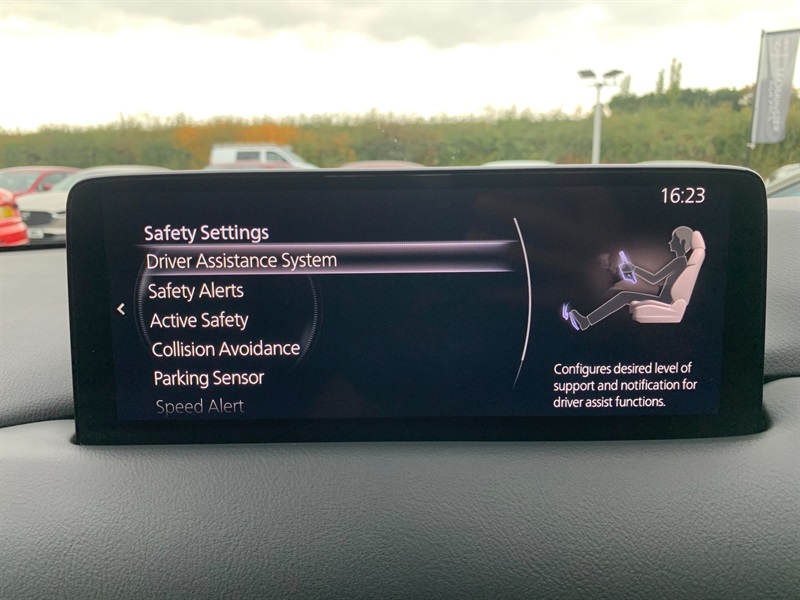 16:23
Safety Settings
Driver Assistance System
Safety Alerts
Active Safety
Collision Avoidance
Parking Sensor
Speed Alert
Configures desired level of
support and notification for
driver assist functions.